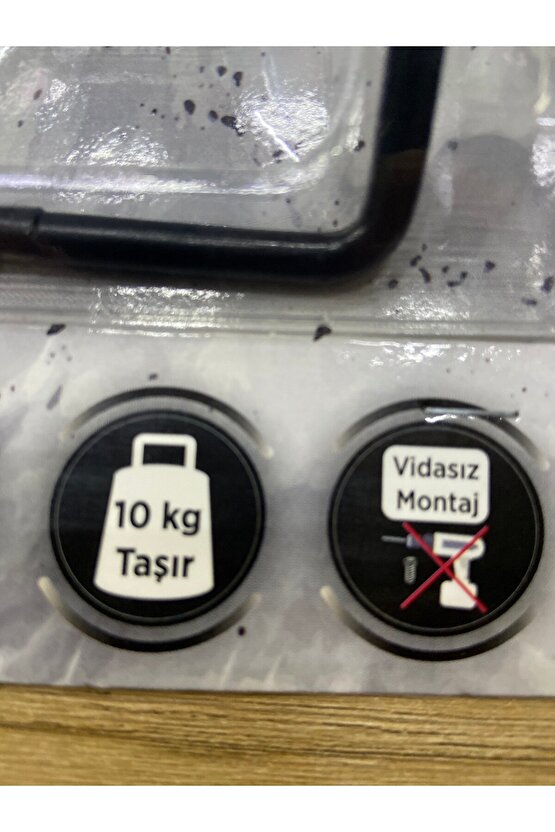 10 kg
Taşır
Vidasız
Montaj